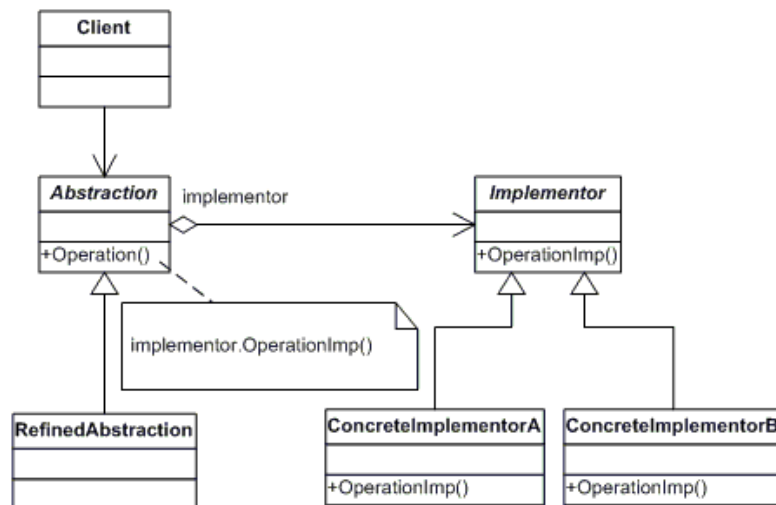 Client
Abstraction
implementor
Implementor
+Operation()
+OperationImp()
implementor.OperationImp()
RefinedAbstraction
ConcreteImplementorA
ConcreteImplementorB
+OperationImp()
+OperationImp()